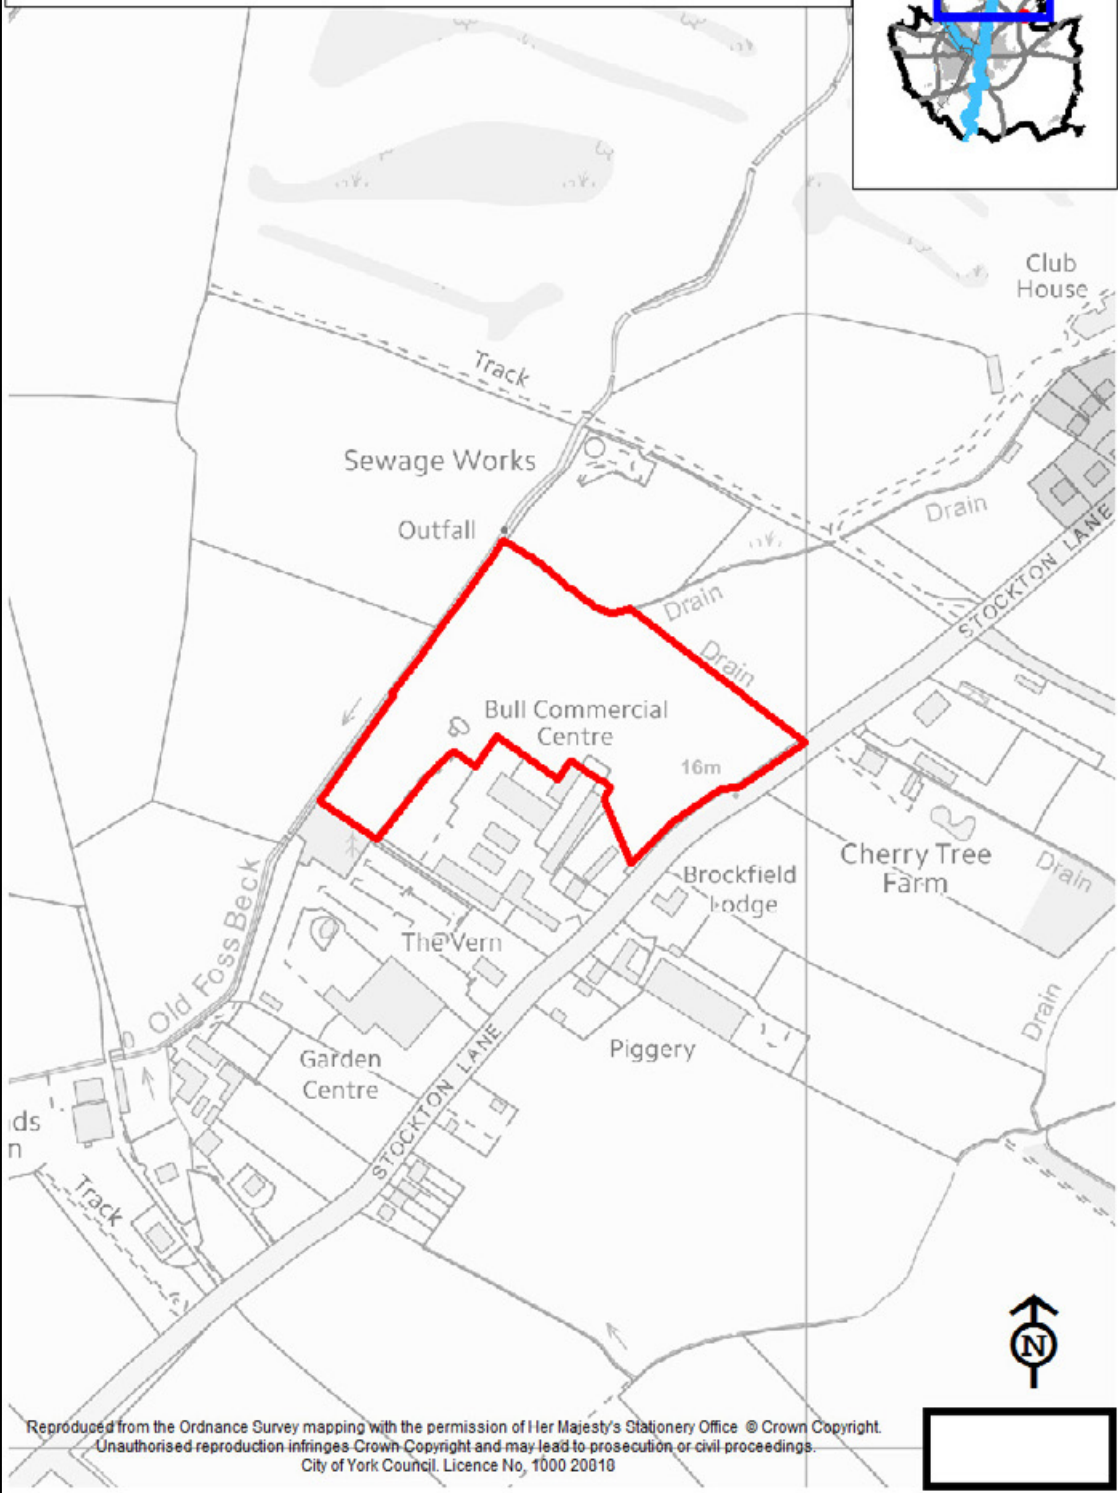 Club
House
Track
Sewage Works
Drain
Outfall
STOCKTON LANE
Drain
Drain
Bull Commercial
Centre
16m
Cherry Tree
Farm
Drain
Brockfield
Lodge
The Vern
Old Foss Beck
Drain
Garden
Centre
Piggery
STOCKTON LANE
ds
n
Track
N
Reproduced from the Ordnance Survey mapping with the permission of Her Majesty's Stationery Office © Crown Copyright.
Unauthorised reproduction infringes Crown Copyright and may lead to prosecution or civil proceedings.
City of York Council. Licence No. 1000 20818